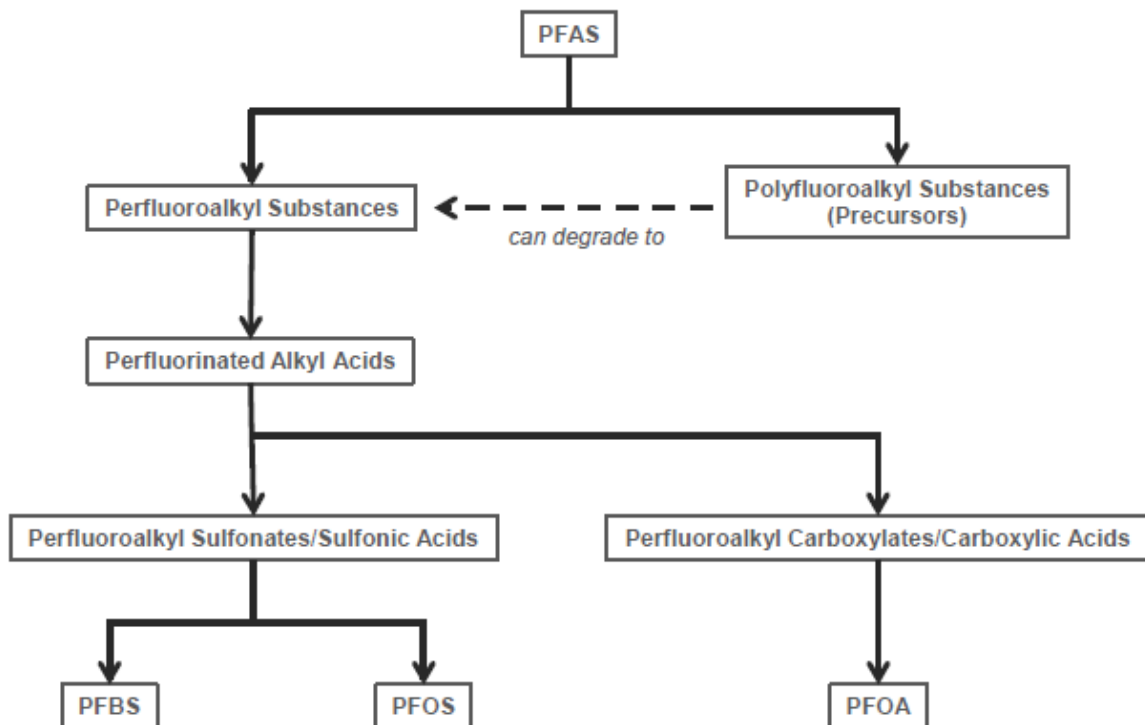 PFAS
Perfluoroalkyl Substances
Polyfluoroalkyl Substances
(Precursors)
can degrade to
Perfluorinated Alkyl Acids
Perfluoroalkyl Sulfonates/Sulfonic Acids
Perfluoroalkyl Carboxylates/Carboxylic Acids
PFBS
PFOS
PFOA